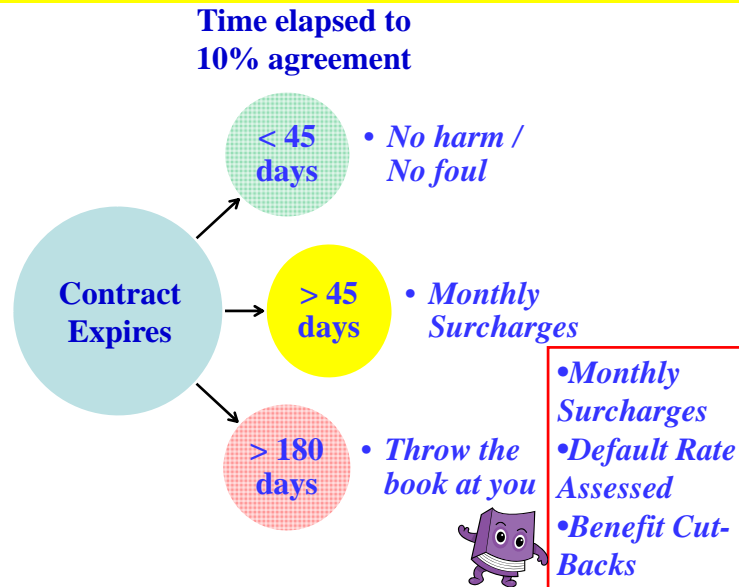 Time elapsed to
10% agreement
< 45
days
• No harm /
No foul
Contract
Expires
> 45
days
• Monthly
Surcharges
> 180
days
• Throw the
book at you
•Monthly
Surcharges
•Default Rate
Assessed
•Benefit Cut-
Backs